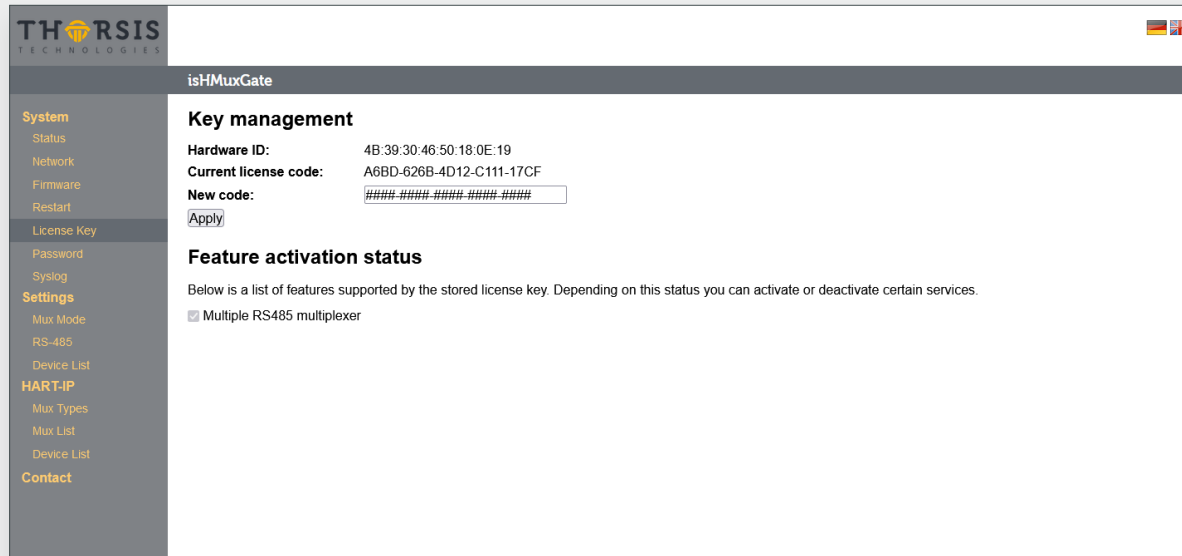 THORSIS
TECHNOLOGIES
isHMuxGate
System
Status
Network
Firmware
Restart
License Key
Password
Syslog
Settings
Mux Mode
RS-485
Device List
HART-IP
Mux Types
Mux List
Device List
Contact
Key management
Hardware ID: 4B:39:30:46:50:18:0E:19
Current license code: A6BD-626B-4D12-C111-17CF
New code: ####-####-####-####-####
Apply
Feature activation status
Below is a list of features supported by the stored license key. Depending on this status you can activate or deactivate certain services.
Multiple RS485 multiplexer